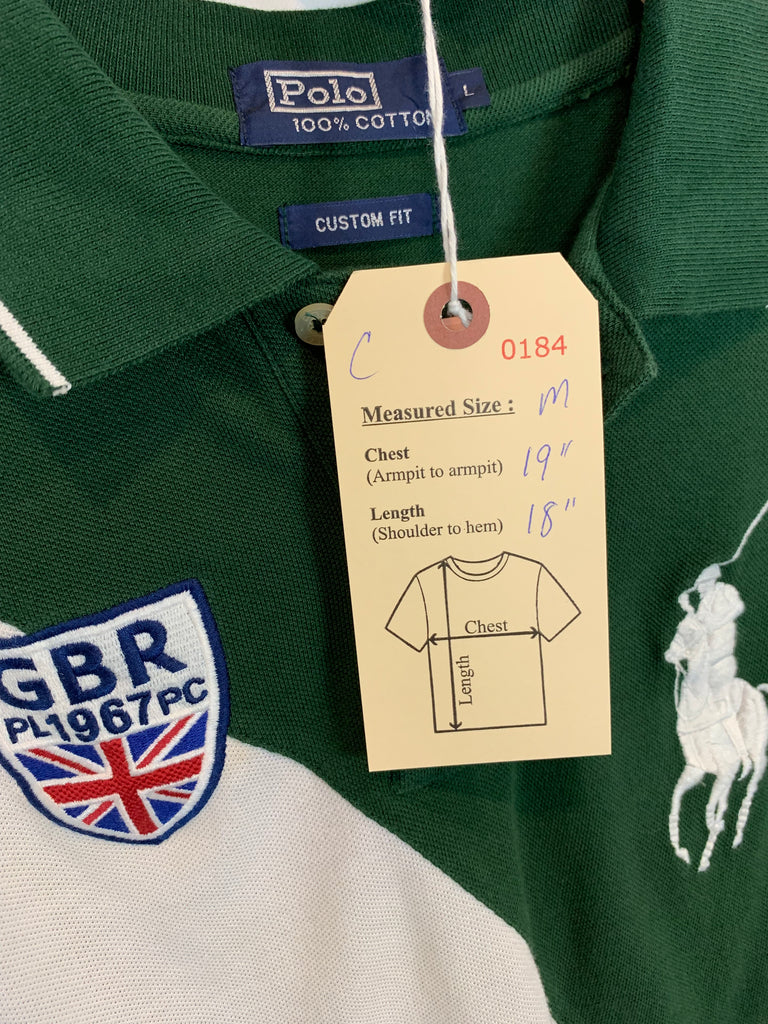 Polo
100% COTTON
L
CUSTOM FIT
C
0184
Measured Size : M
Chest
(Armpit to armpit) 19"
Length
(Shoulder to hem) 18"
Chest
Length
GBR
PL1967PC